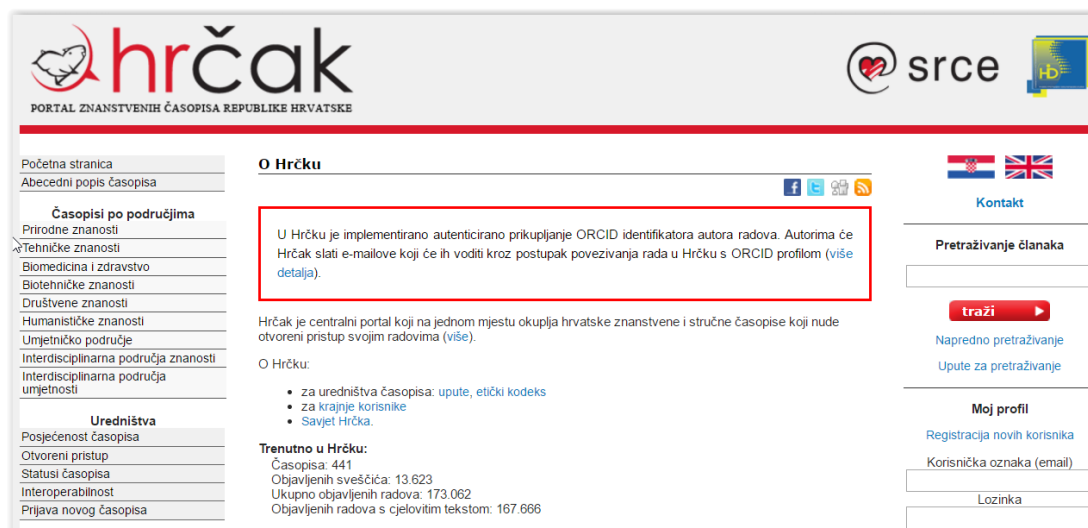 hrčak
PORTAL ZNANSTVENIH ČASOPISA REPUBLIKE HRVATSKE
srce
HD
Početna stranica
Abecedni popis časopisa
Časopisi po područjima
Prirodne znanosti
Tehničke znanosti
Biomedicina i zdravstvo
Biotehničke znanosti
Društvene znanosti
Humanističke znanosti
Umjetničko područje
Interdisciplinarna područja znanosti
Interdisciplinarna područja
umjetnosti
Uredništva
Posjećenost časopisa
Otvoreni pristup
Statusi časopisa
Interoperabilnost
Prijava novog časopisa
O Hrčku
U Hrčku je implementirano autenticirano prikupljanje ORCID identifikatora autora radova. Autorima će
Hrčak slati e-mailove koji će ih voditi kroz postupak povezivanja rada u Hrčku s ORCID profilom (više
detalja).
Hrčak je centralni portal koji na jednom mjestu okuplja hrvatske znanstvene i stručne časopise koji nude
otvoreni pristup svojim radovima (više).
O Hrčku:
za uredništva časopisa: upute, etički kodeks
za krajnje korisnike
Savjet Hrčka.
Trenutno u Hrčku:
Časopisa: 441
Objavljenih sveščića: 13.623
Ukupno objavljenih radova: 173.062
Objavljenih radova s cjelovitim tekstom: 167.666
Kontakt
Pretraživanje članaka
traži
Napredno pretraživanje
Upute za pretraživanje
Moj profil
Registracija novih korisnika
Korisnička oznaka (email)
Lozinka